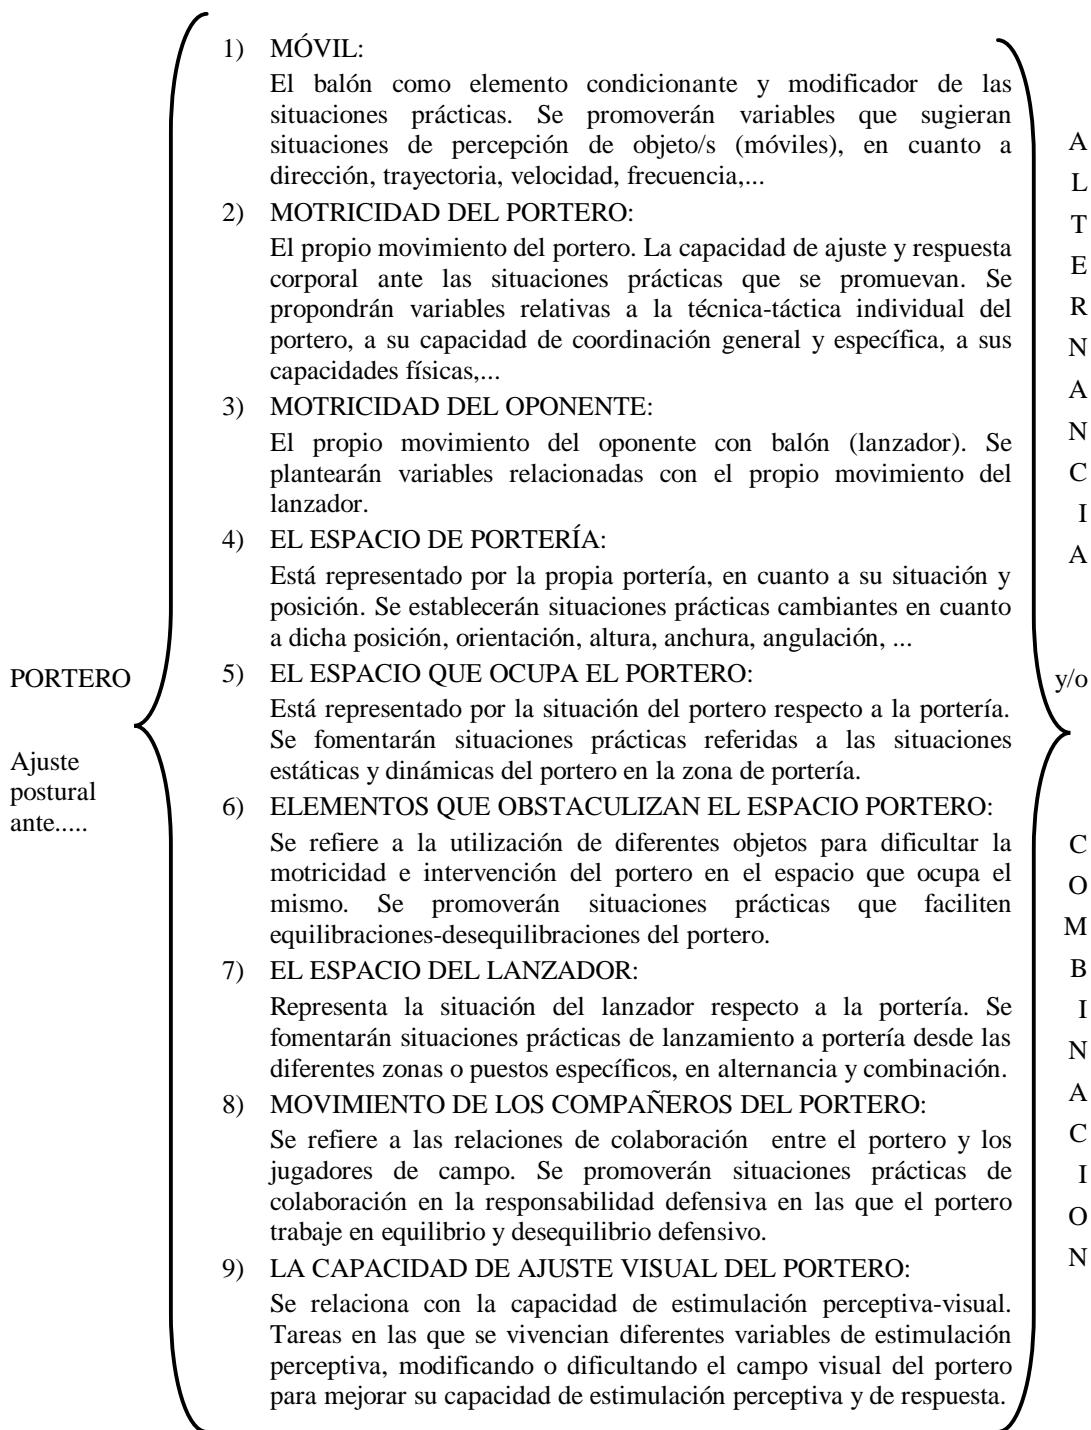 1) MÓVIL:
El balón como elemento condicionante y modificador de las
situaciones prácticas. Se promoverán variables que sugieran
situaciones de percepción de objeto/s (móviles), en cuanto a
dirección, trayectoria, velocidad, frecuencia,...
2) MOTRICIDAD DEL PORTERO:
El propio movimiento del portero. La capacidad de ajuste y respuesta
corporal ante las situaciones prácticas que se promuevan. Se
propondrán variables relativas a la técnica-táctica individual del
portero, a su capacidad de coordinación general y específica, a sus
capacidades físicas,...
3) MOTRICIDAD DEL OPONENTE:
El propio movimiento del oponente con balón (lanzador). Se
plantearán variables relacionadas con el propio movimiento del
lanzador.
4) EL ESPACIO DE PORTERÍA:
Está representado por la propia portería, en cuanto a su situación y
posición. Se establecerán situaciones prácticas cambiantes en cuanto
a dicha posición, orientación, altura, anchura, angulación, ...
5) EL ESPACIO QUE OCUPA EL PORTERO:
Está representado por la situación del portero respecto a la portería.
Se fomentarán situaciones prácticas referidas a las situaciones
estáticas y dinámicas del portero en la zona de portería.
6) ELEMENTOS QUE OBSTACULIZAN EL ESPACIO PORTERO:
Se refiere a la utilización de diferentes objetos para dificultar la
motricidad e intervención del portero en el espacio que ocupa el
mismo. Se promoverán situaciones prácticas que faciliten
equilibraciones-desequilibraciones del portero.
7) EL ESPACIO DEL LANZADOR:
Representa la situación del lanzador respecto a la portería. Se
fomentarán situaciones prácticas de lanzamiento a portería desde las
diferentes zonas o puestos específicos, en alternancia y combinación.
8) MOVIMIENTO DE LOS COMPAÑEROS DEL PORTERO:
Se refiere a las relaciones de colaboración entre el portero y los
jugadores de campo. Se promoverán situaciones prácticas de
colaboración en la responsabilidad defensiva en las que el portero
trabaje en equilibrio y desequilibrio defensivo.
9) LA CAPACIDAD DE AJUSTE VISUAL DEL PORTERO:
Se relaciona con la capacidad de estimulación perceptiva-visual.
Tareas en las que se vivencian diferentes variables de estimulación
perceptiva, modificando o dificultando el campo visual del portero
para mejorar su capacidad de estimulación perceptiva y de respuesta.
PORTERO
Ajuste
postural
ante.....
A
L
T
E
R
N
A
N
C
I
A
y/o
C
O
M
B
I
N
A
C
I
O
N